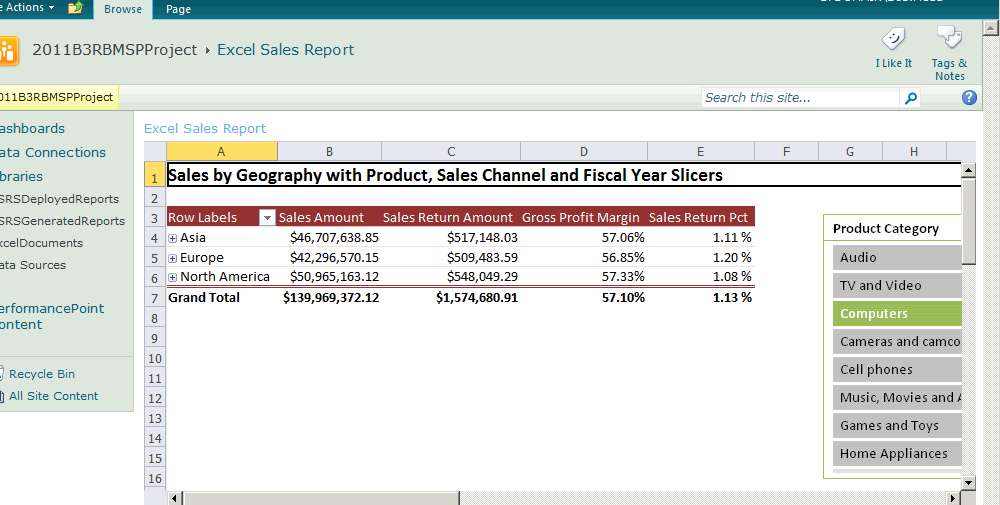 e Actions Browse Page
2011B3RBMSPProject Excel Sales Report
I Like It Tags & Notes
011B3RBMSPProject Search this site...
ashboards
ata Connections
braries
SRSDeployedReports
SRSGeneratedReports
xcelDocuments
ata Sources
erformancePoint
ontent
Recycle Bin
All Site Content
Excel Sales Report
A B C D E F G H
1 Sales by Geography with Product, Sales Channel and Fiscal Year Slicers
2
3 Row Labels Sales Amount Sales Return Amount Gross Profit Margin Sales Return Pct
4 Asia $46,707,638.85 $517,148.03 57.06% 1.11 %
5 Europe $42,296,570.15 $509,483.59 56.85% 1.20 %
6 North America $50,965,163.12 $548,049.29 57.33% 1.08 %
7 Grand Total $139,969,372.12 $1,574,680.91 57.10% 1.13 %
8
9
10
11
12
13
14
15
16
Product Category
Audio
TV and Video
Computers
Cameras and camco
Cell phones
Music, Movies and A
Games and Toys
Home Appliances